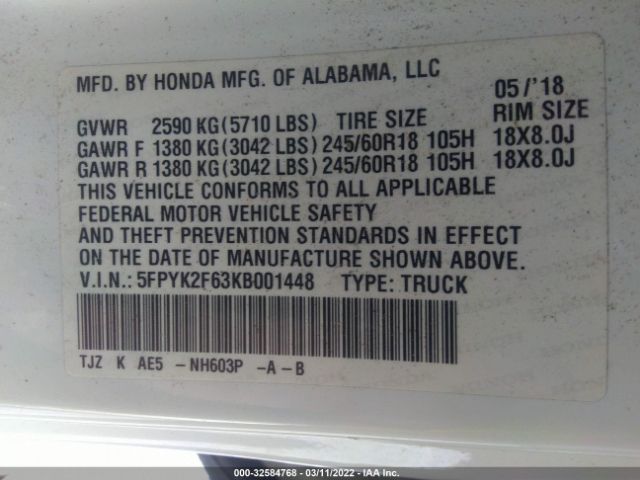 MFD. BY HONDA MFG. OF ALABAMA, LLC 05/'18
GVWR 2590 KG(5710 LBS) TIRE SIZE RIM SIZE
GAWR F 1380 KG(3042 LBS) 245/60R18 105H 18X8.0J
GAWR R 1380 KG(3042 LBS) 245/60R18 105H 18X8.0J
THIS VEHICLE CONFORMS TO ALL APPLICABLE
FEDERAL MOTOR VEHICLE SAFETY
AND THEFT PREVENTION STANDARDS IN EFFECT ON
THE DATE OF MANUFACTURE SHOWN ABOVE.
V.I.N.: 5FPYK2F63KB001448 TYPE: TRUCK
TJZ K AE5 - NH603P - A - B
000-32584768 - 03/11/2022 - IAA Inc.